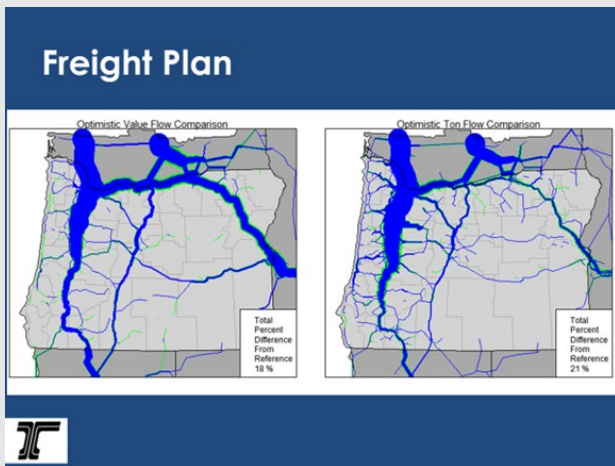 Freight Plan
Optimistic Value Flow Comparison
Total
Percent
Difference
From
Reference
18 %
Optimistic Ton Flow Comparison
Total
Percent
Difference
From
Reference
21 %